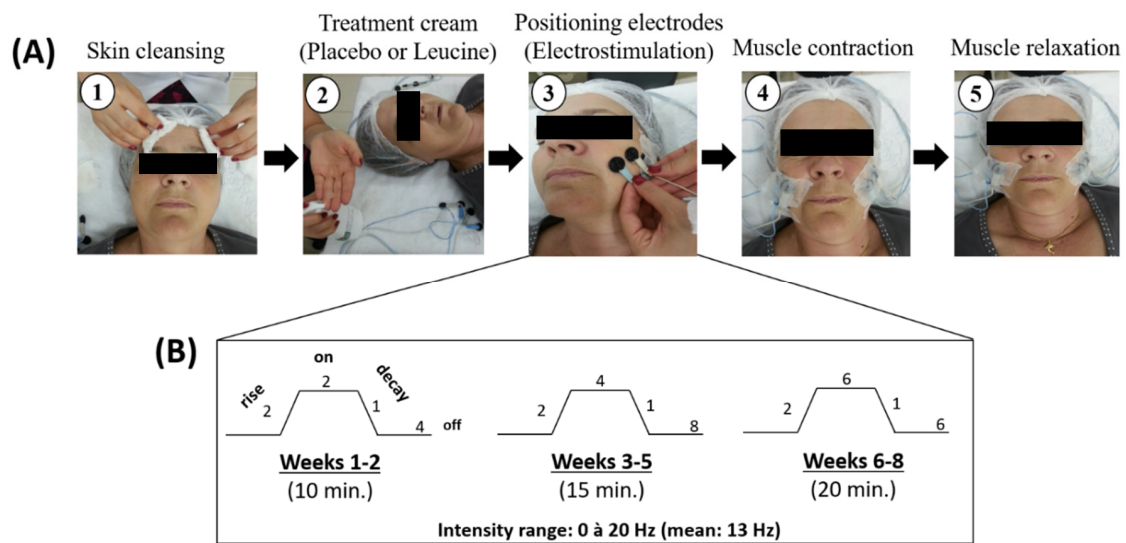 (A)
Skin cleansing
Treatment cream
(Placebo or Leucine)
Positioning electrodes
(Electrostimulation)
Muscle contraction
Muscle relaxation
1
2
3
4
5
(B)
rise
2
on
2
decay
1
4
off
Weeks 1-2
(10 min.)
2
4
1
8
Weeks 3-5
(15 min.)
2
6
1
6
Weeks 6-8
(20 min.)
Intensity range: 0 à 20 Hz (mean: 13 Hz)